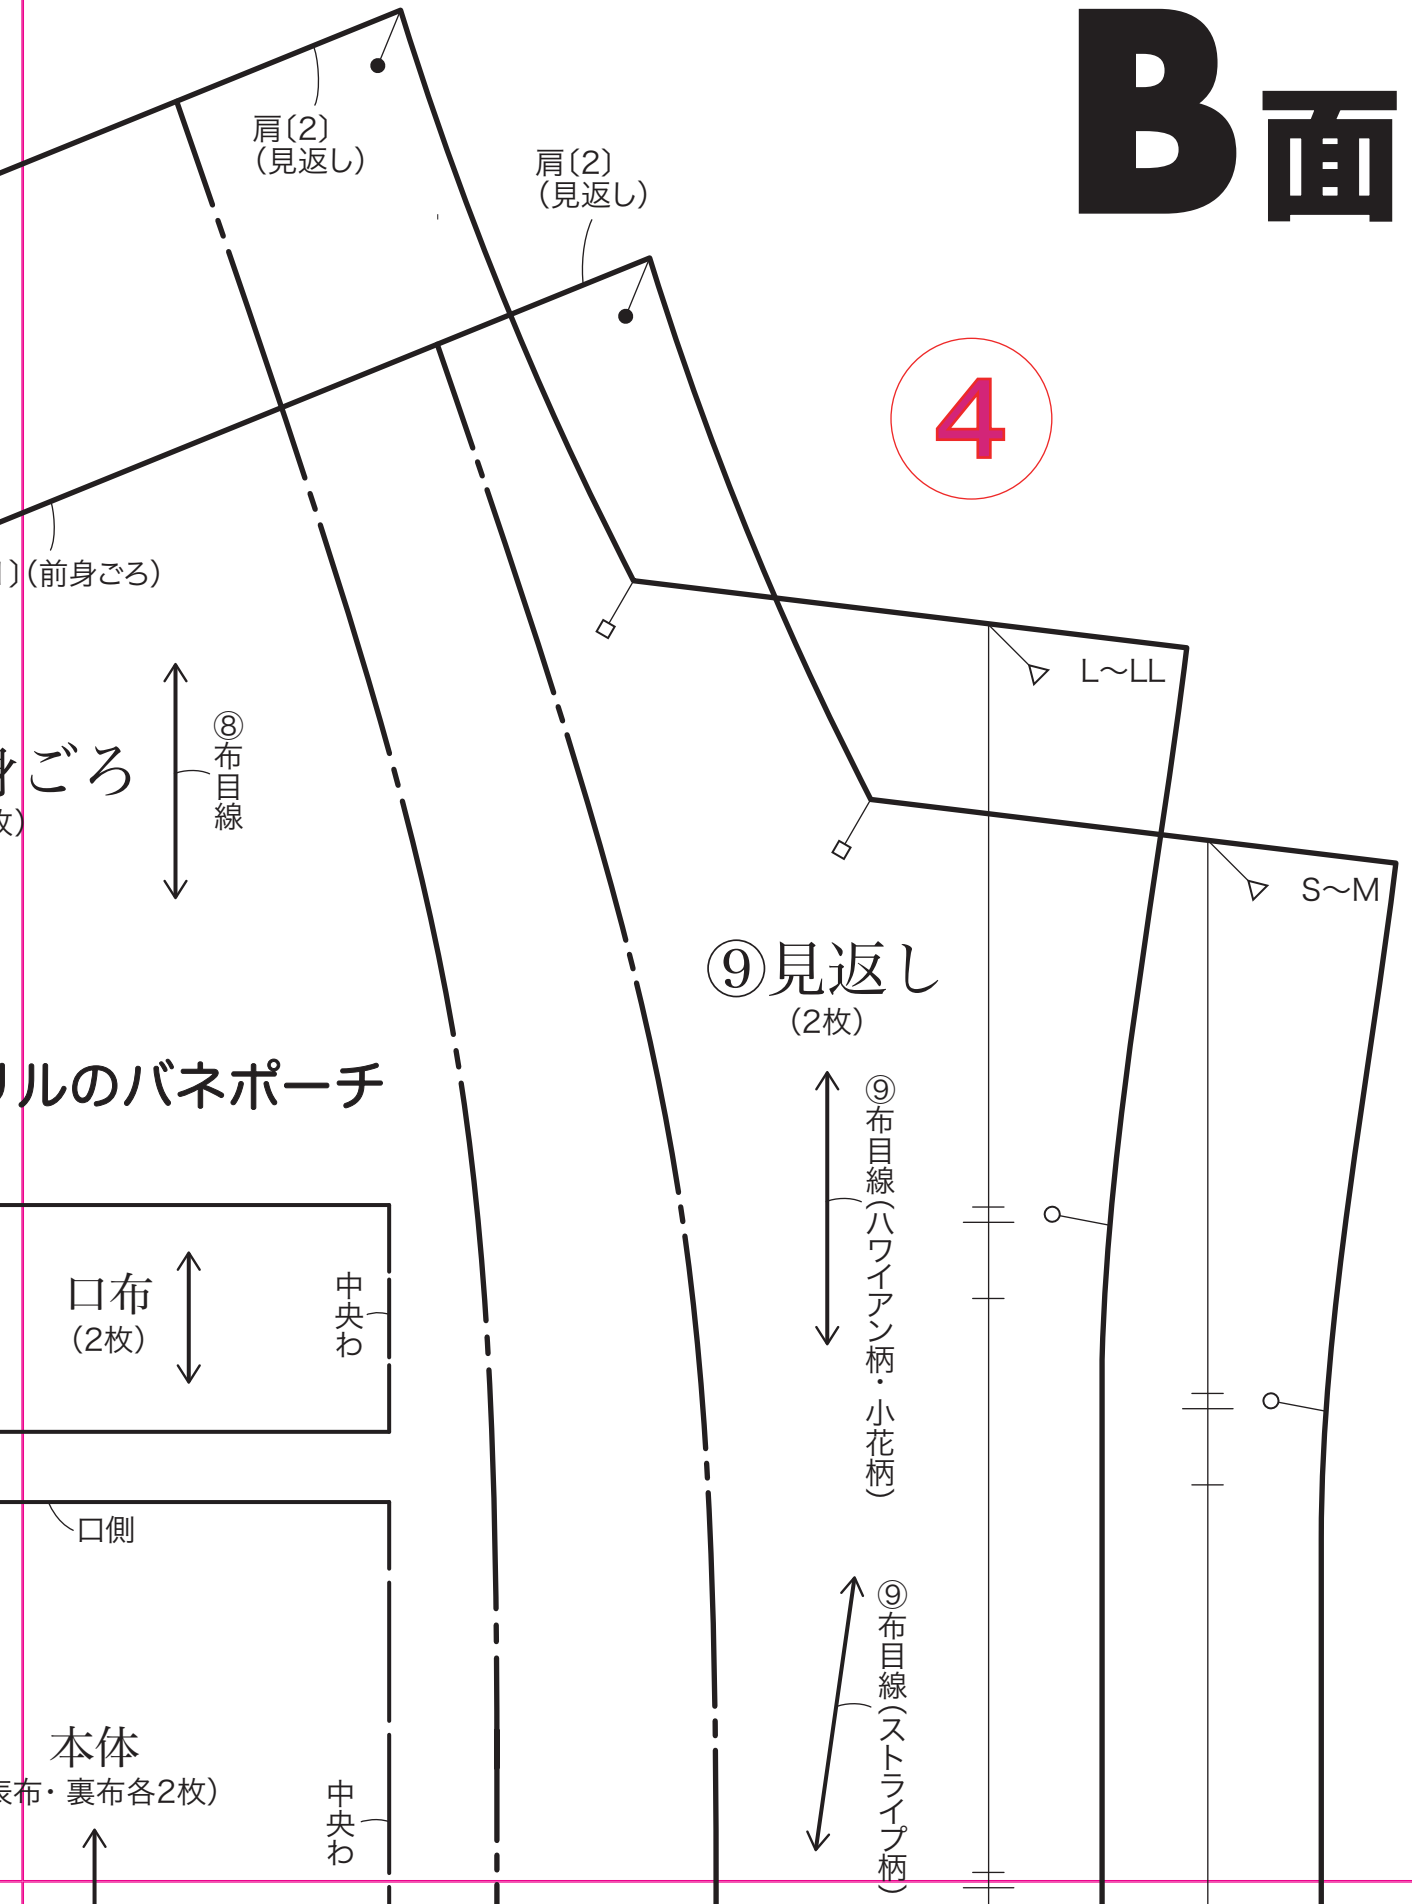 B面
肩〔2〕
（見返し）
肩〔2〕
（見返し）
4
〕（前身ごろ）
L〜LL
⑧布目線
身ごろ
枚）
S〜M
⑨見返し
（2枚）
ルのバネポーチ
⑨布目線（ハワイアン柄・小花柄）
口布
（2枚）
中央わ
口側
⑨布目線（ストライプ柄）
本体
表布・裏布各2枚）
中央わ